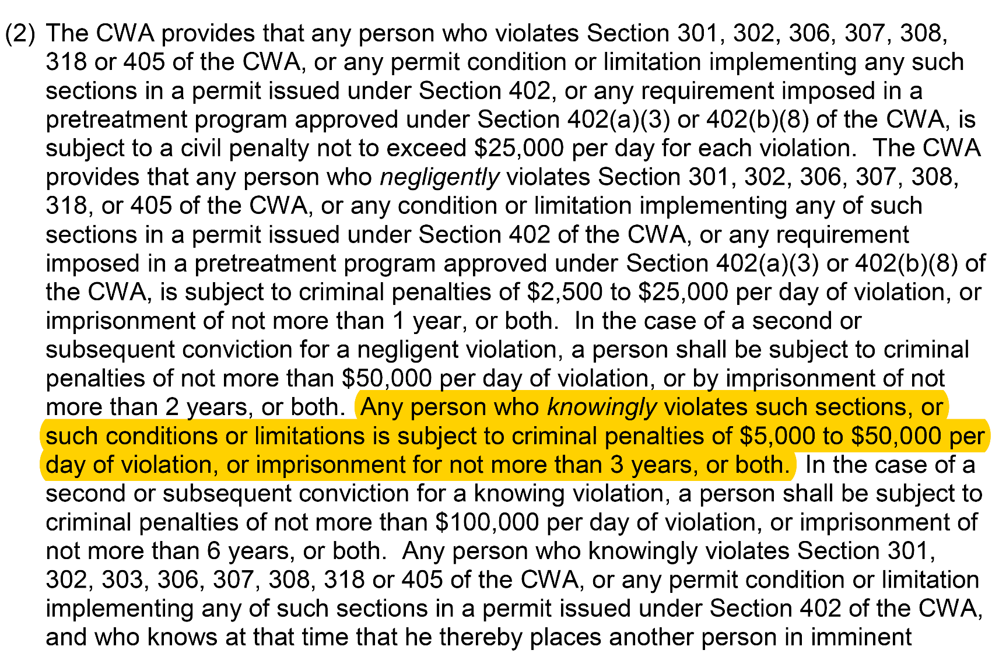 (2) The CWA provides that any person who violates Section 301, 302, 306, 307, 308,
318 or 405 of the CWA, or any permit condition or limitation implementing any such
sections in a permit issued under Section 402, or any requirement imposed in a
pretreatment program approved under Section 402(a)(3) or 402(b)(8) of the CWA, is
subject to a civil penalty not to exceed $25,000 per day for each violation.  The CWA
provides that any person who negligently violates Section 301, 302, 306, 307, 308,
318, or 405 of the CWA, or any condition or limitation implementing any of such
sections in a permit issued under Section 402 of the CWA, or any requirement
imposed in a pretreatment program approved under Section 402(a)(3) or 402(b)(8) of
the CWA, is subject to criminal penalties of $2,500 to $25,000 per day of violation, or
imprisonment of not more than 1 year, or both.  In the case of a second or
subsequent conviction for a negligent violation, a person shall be subject to criminal
penalties of not more than $50,000 per day of violation, or by imprisonment of not
more than 2 years, or both.  Any person who knowingly violates such sections, or
such conditions or limitations is subject to criminal penalties of $5,000 to $50,000 per
day of violation, or imprisonment for not more than 3 years, or both.  In the case of a
second or subsequent conviction for a knowing violation, a person shall be subject to
criminal penalties of not more than $100,000 per day of violation, or imprisonment of
not more than 6 years, or both.  Any person who knowingly violates Section 301,
302, 303, 306, 307, 308, 318 or 405 of the CWA, or any permit condition or limitation
implementing any of such sections in a permit issued under Section 402 of the CWA,
and who knows at that time that he thereby places another person in imminent